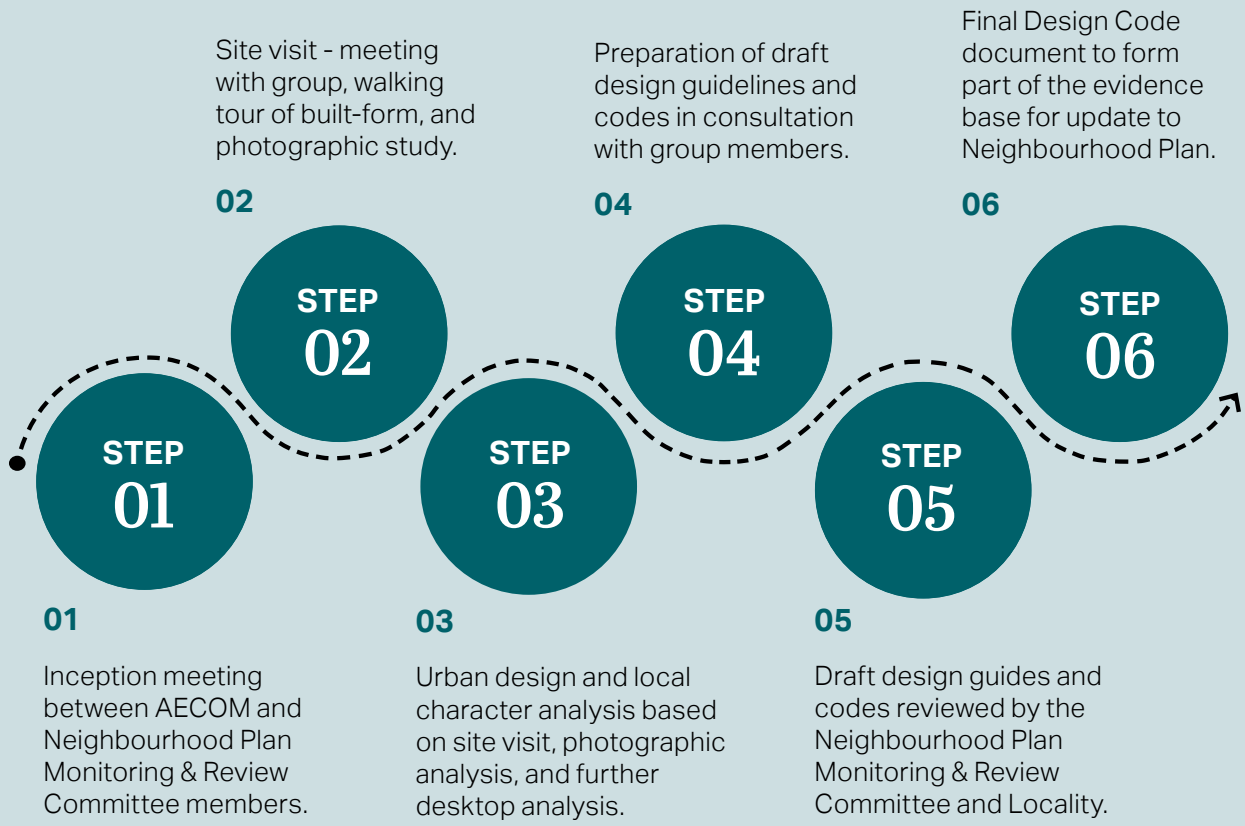 01
STEP
01
Inception meeting
between AECOM and
Neighbourhood Plan
Monitoring & Review
Committee members.
02
STEP
02
Site visit - meeting
with group, walking
tour of built-form, and
photographic study.
03
STEP
03
Urban design and local
character analysis based
on site visit, photographic
analysis, and further
desktop analysis.
04
STEP
04
Preparation of draft
design guidelines and
codes in consultation
with group members.
05
STEP
05
Draft design guides and
codes reviewed by the
Neighbourhood Plan
Monitoring & Review
Committee and Locality.
06
STEP
06
Final Design Code
document to form
part of the evidence
base for update to
Neighbourhood Plan.